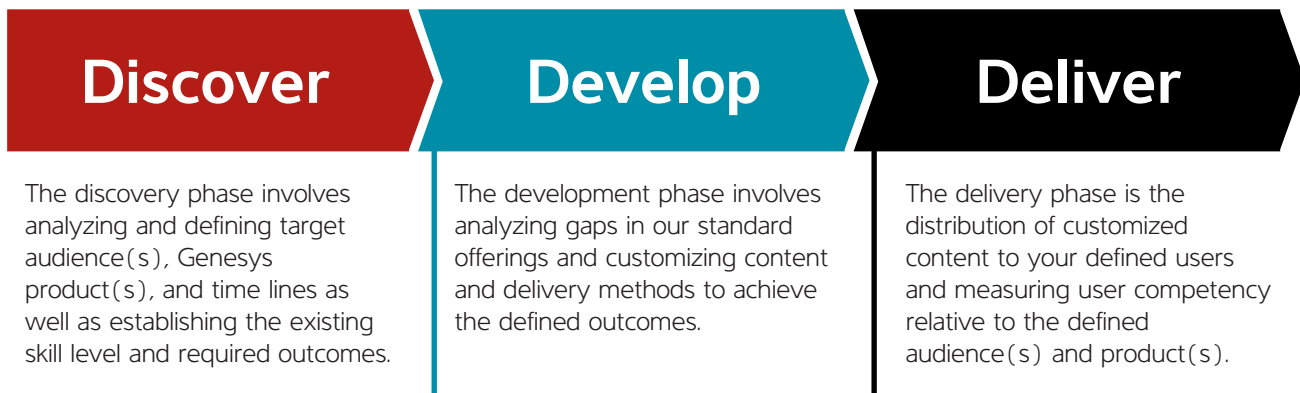 Discover
The discovery phase involves
analyzing and defining target
audience(s), Genesys
product(s), and time lines as
well as establishing the existing
skill level and required outcomes.
Develop
The development phase involves
analyzing gaps in our standard
offerings and customizing content
and delivery methods to achieve
the defined outcomes.
Deliver
The delivery phase is the
distribution of customized
content to your defined users
and measuring user competency
relative to the defined
audience(s) and product(s).